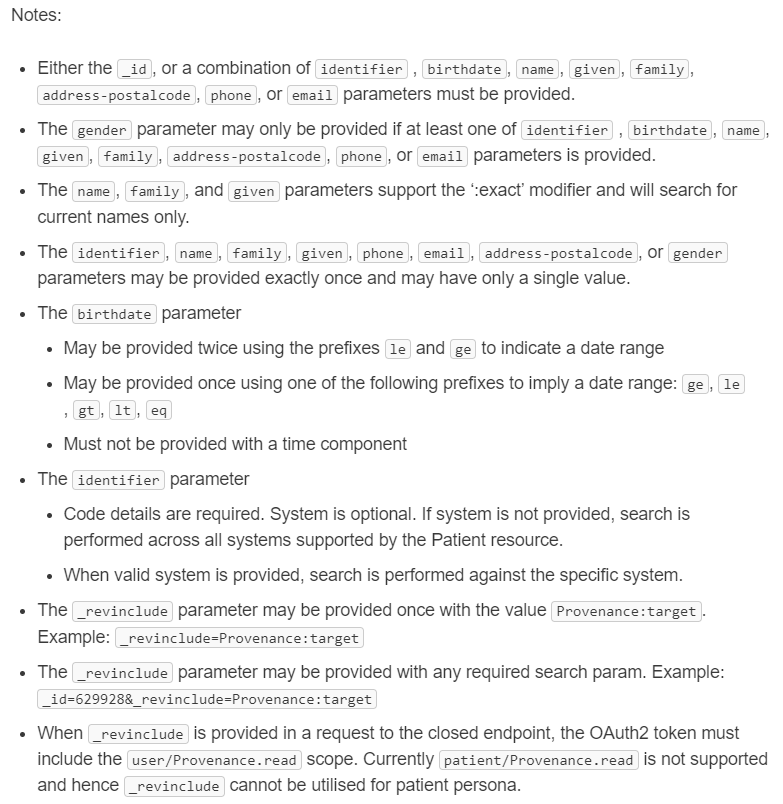 Notes:
Either the _id, or a combination of identifier , birthdate, name, given, family,
address-postalcode, phone, or email parameters must be provided.
The gender parameter may only be provided if at least one of identifier , birthdate, name,
given, family, address-postalcode, phone, or email parameters is provided.
The name, family, and given parameters support the ‘:exact’ modifier and will search for
current names only.
The identifier, name, family, given, phone, email, address-postalcode, or gender
parameters may be provided exactly once and may have only a single value.
The birthdate parameter
May be provided twice using the prefixes le and ge to indicate a date range
May be provided once using one of the following prefixes to imply a date range: ge, le
, gt, lt, eq
Must not be provided with a time component
The identifier parameter
Code details are required. System is optional. If system is not provided, search is
performed across all systems supported by the Patient resource.
When valid system is provided, search is performed against the specific system.
The _revinclude parameter may be provided once with the value Provenance:target.
Example: _revinclude=Provenance:target
The _revinclude parameter may be provided with any required search param. Example:
_id=629928&_revinclude=Provenance:target
When _revinclude is provided in a request to the closed endpoint, the OAuth2 token must
include the user/Provenance.read scope. Currently patient/Provenance.read is not supported
and hence _revinclude cannot be utilised for patient persona.